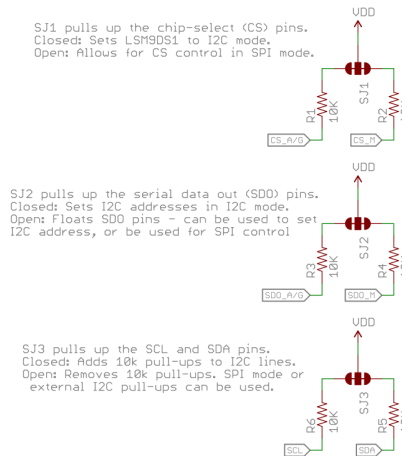 VDD
SJ1 pulls up the chip-select (CS) pins.
Closed: Sets LSM9DS1 to I2C mode.
Open: Allows for CS control in SPI mode.
SJ1
R1
10K
R2
CS_A/G
CS_M
VDD
SJ2 pulls up the serial data out (SDO) pins.
Closed: Sets I2C addresses in I2C mode.
Open: Floats SDO pins - can be used to set
I2C address, or be used for SPI control
SJ2
R3
10K
R4
SDO_A/G
SDO_M
VDD
SJ3 pulls up the SCL and SDA pins.
Closed: Adds 10k pull-ups to I2C lines.
Open: Removes 10k pull-ups. SPI mode or
external I2C pull-ups can be used.
SJ3
R6
10K
R5
SCL
SDA